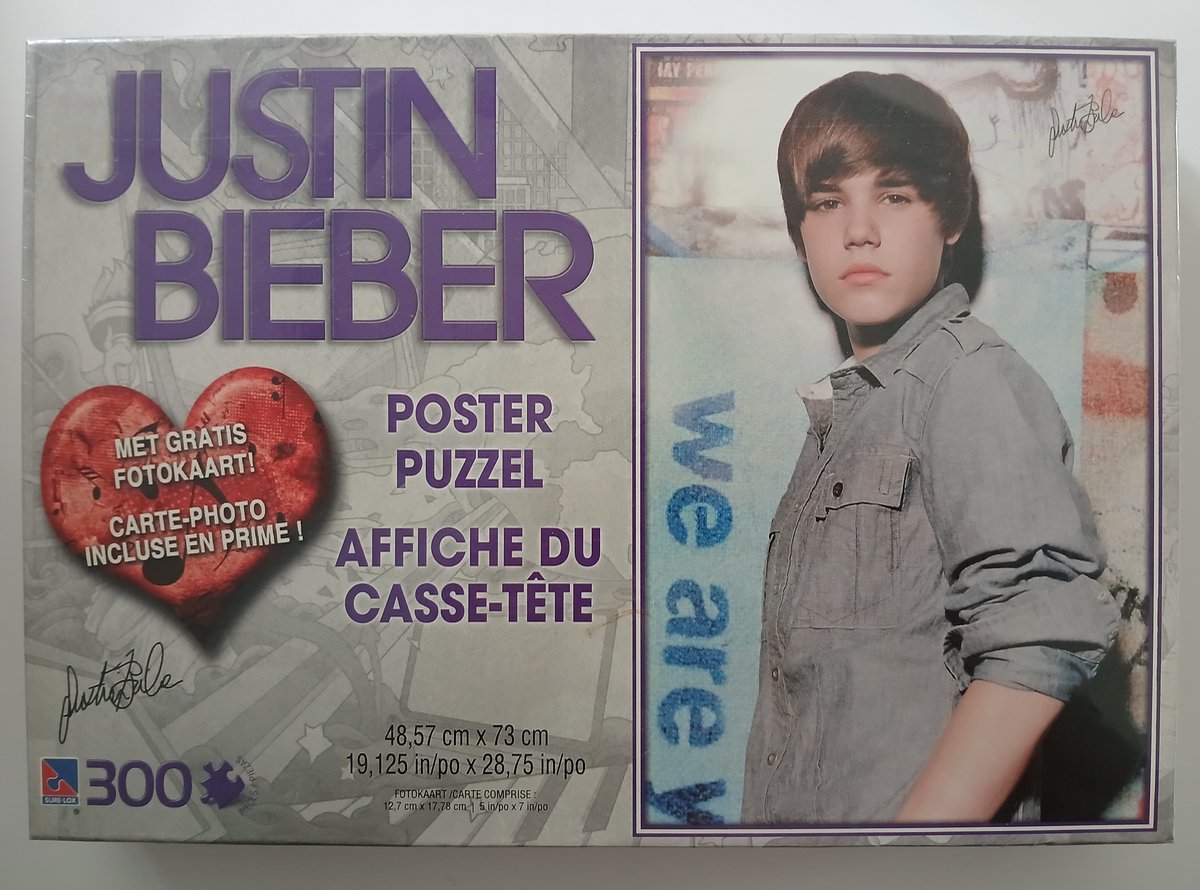 JUSTIN
BIEBER
MET GRATIS
FOTOKAART!
CARTE-PHOTO
INCLUSE EN PRIME !
POSTER
PUZZEL
AFFICHE DU
CASSE-TÊTE
48,57 cm x 73 cm
19,125 in/po x 28,75 in/po
FOTOKAART /CARTE COMPRISE :
12,7 cm x 17,78 cm 5 in/po x 7 in/po
SURE-LOX
300
we are y